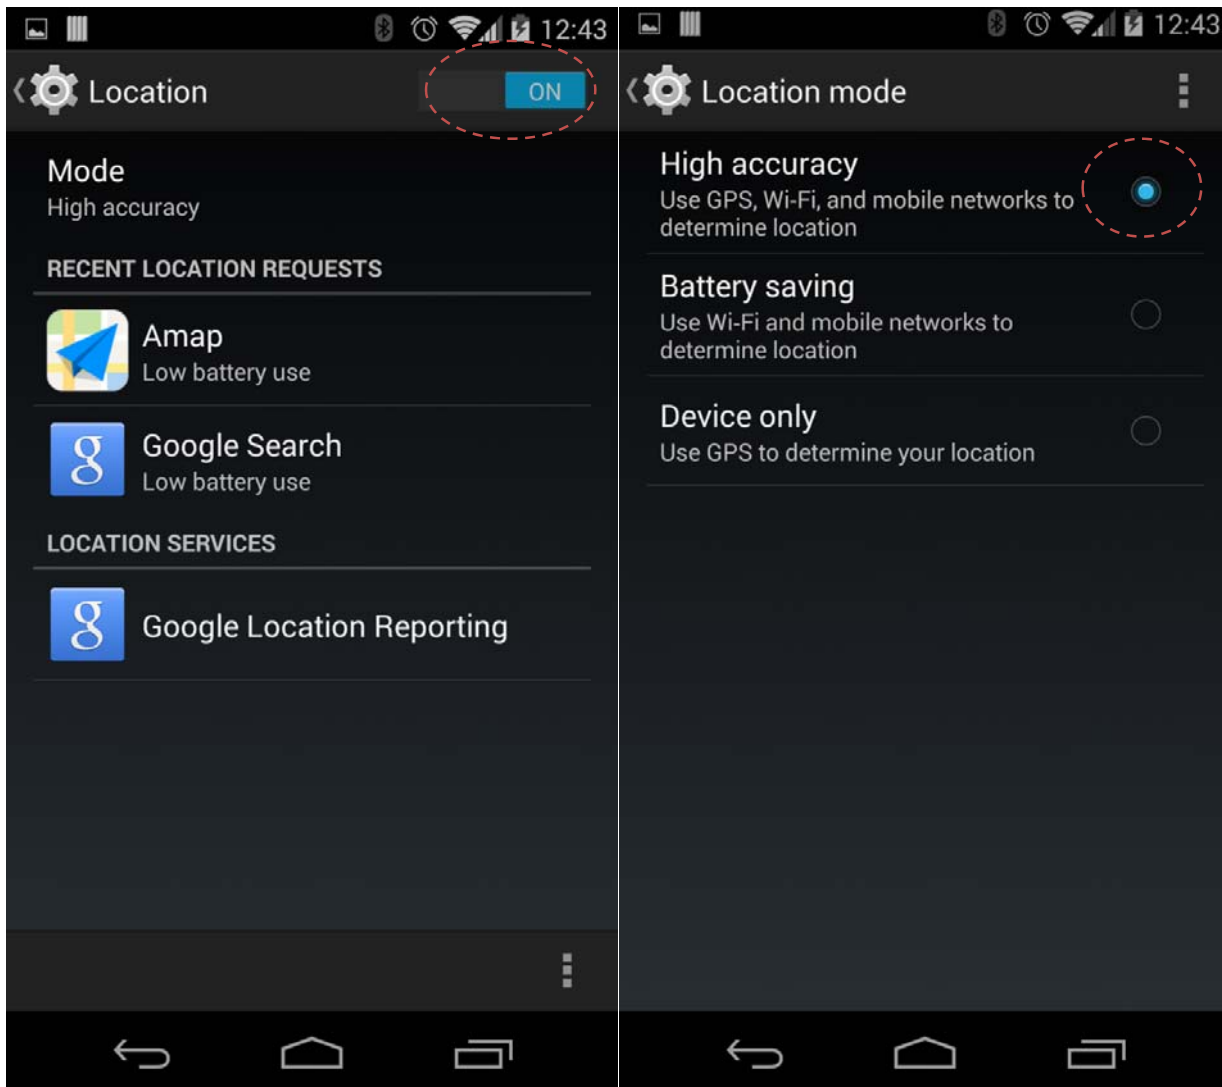 12:43
Location
ON
Mode
High accuracy
RECENT LOCATION REQUESTS
Amap
Low battery use
g
Google Search
Low battery use
LOCATION SERVICES
g
Google Location Reporting
12:43
Location mode
High accuracy
Use GPS, Wi-Fi, and mobile networks to
determine location
Battery saving
Use Wi-Fi and mobile networks to
determine location
Device only
Use GPS to determine your location